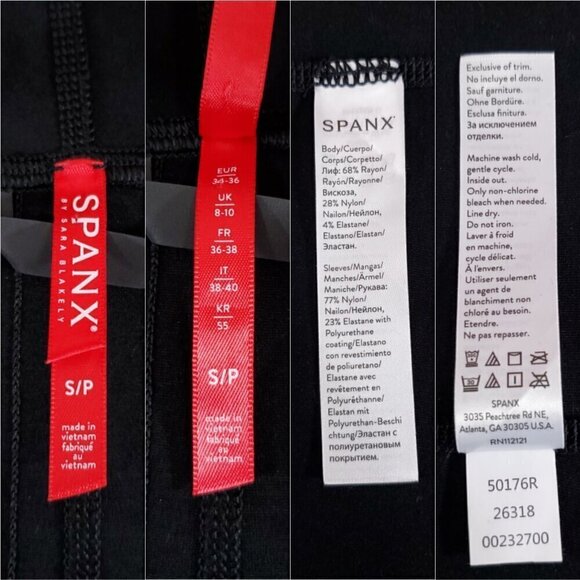 SPANX®
BY SARA BLAKELY
S/P
made in
vietnam
fabriqué
au
vietnam
EUR
34-36
UK
8-10
FR
36-38
IT
38-40
KR
55
S/P
made in
vietnam
fabriqué
au
vietnam
SPANX®
Body/Cuerpo/
Corps/Corpetto/
Лиф: 68% Rayon/
Rayón/Rayonne/
Вискоза,
28% Nylon/
Nailon/Нейлон,
4% Elastane/
Elastano/Elastan/
Эластан.
Sleeves/Mangas/
Manches/Ärmel/
Maniche/Рукава:
77% Nylon/
Nailon/Нейлон,
23% Elastane with
Polyurethane
coating/Elastano
con revestimiento
de poliuretano/
Elastane avec
revêtement en
Polyuréthanne/
Elastan mit
Polyurethan-Beschi
chtung/Эластан с
полиуретановым
покрытием.
Exclusive of trim.
No incluye el dorno.
Sauf garniture.
Ohne Bordüre.
Esclusa finitura.
За исключением
отделки.
Machine wash cold,
gentle cycle.
Inside out.
Only non-chlorine
bleach when needed.
Line dry.
Do not iron.
Laver à froid
en machine,
cycle délicat.
À l'envers.
Utiliser seulement
un agent de
blanchiment non
chloré au besoin.
Etendre.
Ne pas repasser.
SPANX
3035 Peachtree Rd NE,
Atlanta, GA 30305 U.S.A.
RN112121
50176R
26318
00232700